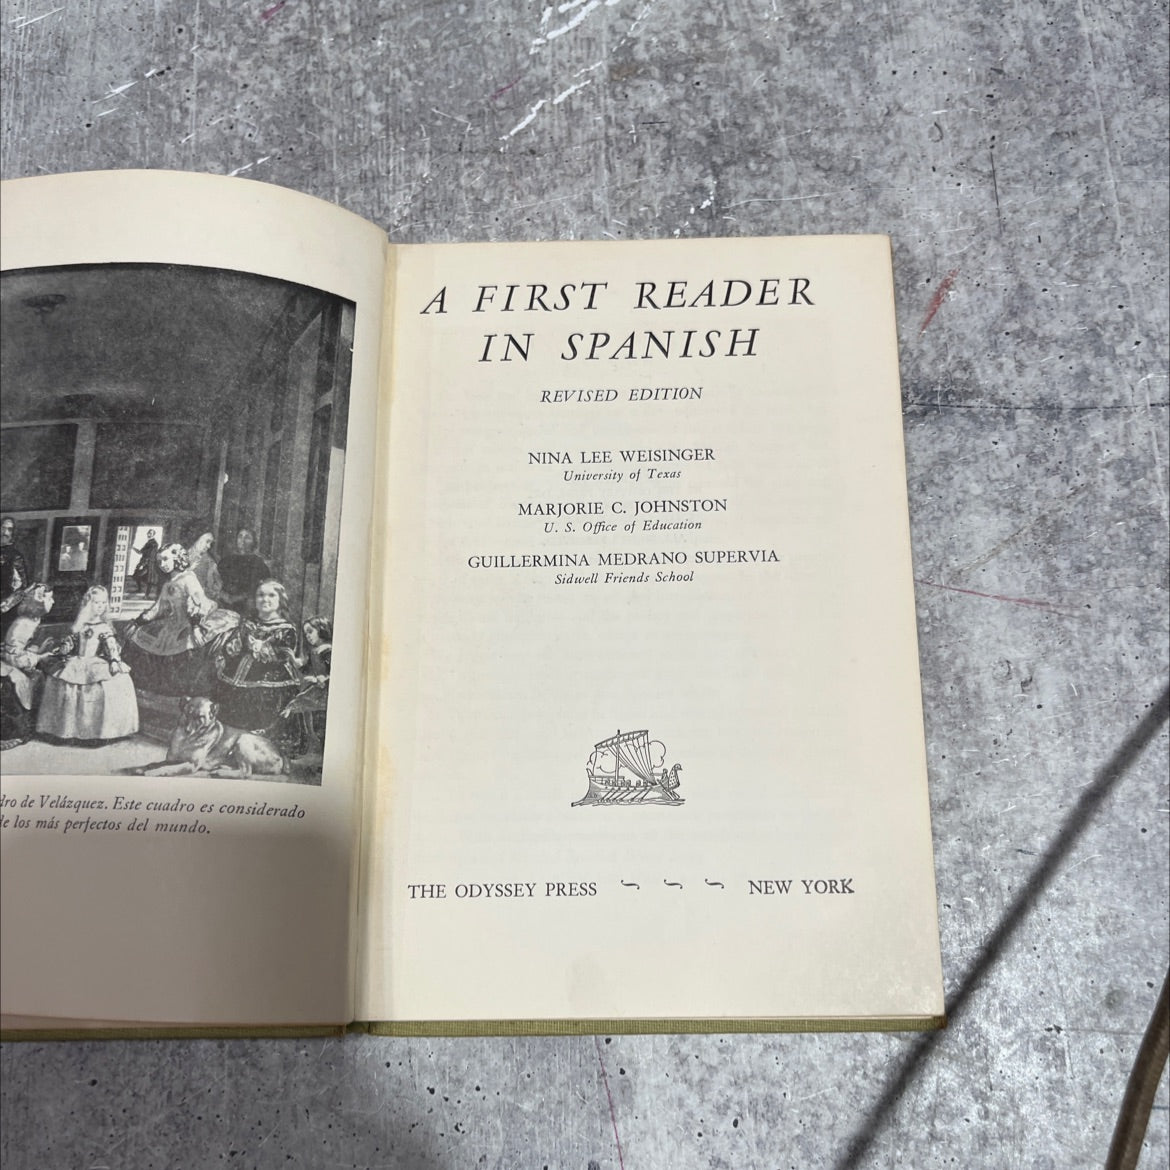 dro de Velázquez. Este cuadro es considerado
de los más perfectos del mundo.
A FIRST READER
IN SPANISH
REVISED EDITION
NINA LEE WEISINGER
University of Texas
MARJORIE C. JOHNSTON
U. S. Office of Education
GUILLERMINA MEDRANO SUPERVIA
Sidwell Friends School
THE ODYSSEY PRESS
NEW YORK